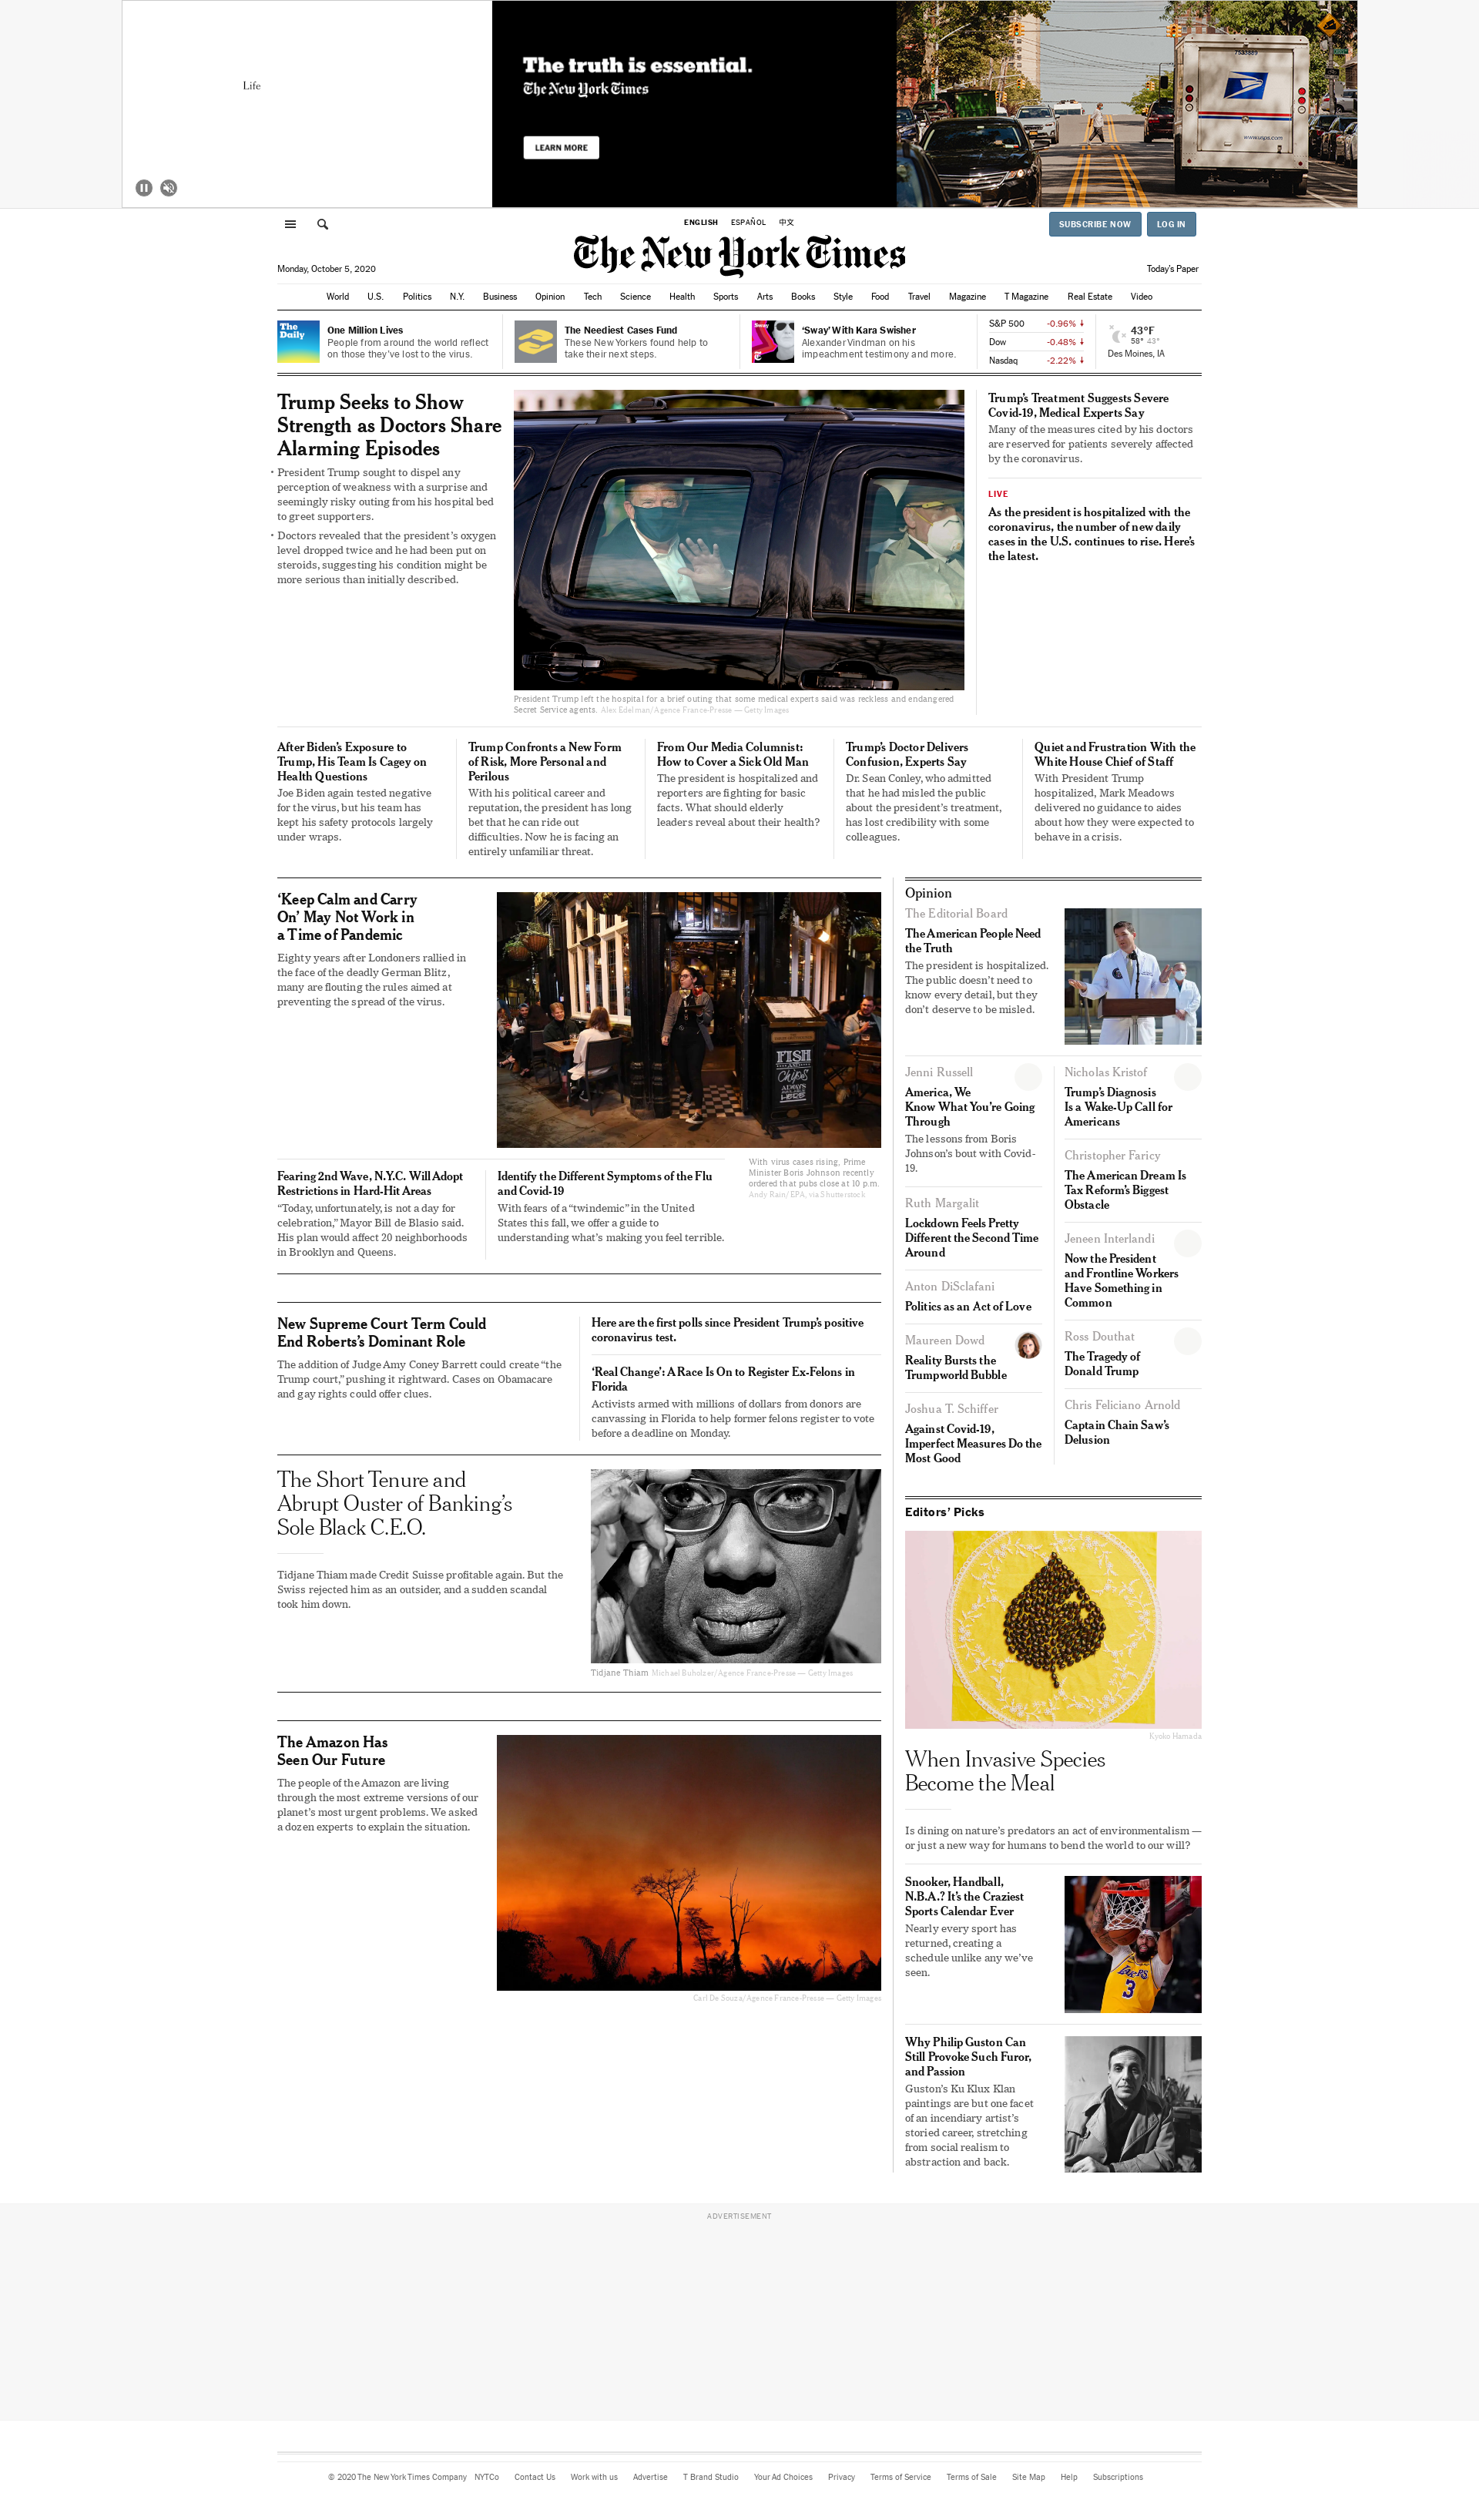 Life
The truth is essential.
The New York Times
LEARN MORE
7533889
www.usps.com
ENGLISH ESPAÑOL 中文
SUBSCRIBE NOW LOG IN
The New York Times
Monday, October 5, 2020
Today's Paper
World U.S. Politics N.Y. Business Opinion Tech Science Health Sports Arts Books Style Food Travel Magazine T Magazine Real Estate Video
The
Daily
One Million Lives
People from around the world reflect
on those they've lost to the virus.
The Neediest Cases Fund
These New Yorkers found help to
take their next steps.
Sway
‘Sway’ With Kara Swisher
Alexander Vindman on his
impeachment testimony and more.
S&P 500 -0.96%
Dow -0.48%
Nasdaq -2.22%
43°F
58° 43°
Des Moines, IA
Trump Seeks to Show
Strength as Doctors Share
Alarming Episodes
• President Trump sought to dispel any
perception of weakness with a surprise and
seemingly risky outing from his hospital bed
to greet supporters.
• Doctors revealed that the president’s oxygen
level dropped twice and he had been put on
steroids, suggesting his condition might be
more serious than initially described.
President Trump left the hospital for a brief outing that some medical experts said was reckless and endangered
Secret Service agents. Alex Edelman/Agence France-Presse — Getty Images
Trump’s Treatment Suggests Severe
Covid-19, Medical Experts Say
Many of the measures cited by his doctors
are reserved for patients severely affected
by the coronavirus.
LIVE
As the president is hospitalized with the
coronavirus, the number of new daily
cases in the U.S. continues to rise. Here’s
the latest.
After Biden’s Exposure to
Trump, His Team Is Cagey on
Health Questions
Joe Biden again tested negative
for the virus, but his team has
kept his safety protocols largely
under wraps.
Trump Confronts a New Form
of Risk, More Personal and
Perilous
With his political career and
reputation, the president has long
bet that he can ride out
difficulties. Now he is facing an
entirely unfamiliar threat.
From Our Media Columnist:
How to Cover a Sick Old Man
The president is hospitalized and
reporters are fighting for basic
facts. What should elderly
leaders reveal about their health?
Trump’s Doctor Delivers
Confusion, Experts Say
Dr. Sean Conley, who admitted
that he had misled the public
about the president’s treatment,
has lost credibility with some
colleagues.
Quiet and Frustration With the
White House Chief of Staff
With President Trump
hospitalized, Mark Meadows
delivered no guidance to aides
about how they were expected to
behave in a crisis.
‘Keep Calm and Carry
On’ May Not Work in
a Time of Pandemic
Eighty years after Londoners rallied in
the face of the deadly German Blitz,
many are flouting the rules aimed at
preventing the spread of the virus.
FISH
AND
Chips
ALWAYS
AVAILABLE
HERE
With virus cases rising, Prime
Minister Boris Johnson recently
ordered that pubs close at 10 p.m.
Andy Rain/EPA, via Shutterstock
Fearing 2nd Wave, N.Y.C. Will Adopt
Restrictions in Hard-Hit Areas
“Today, unfortunately, is not a day for
celebration,” Mayor Bill de Blasio said.
His plan would affect 20 neighborhoods
in Brooklyn and Queens.
Identify the Different Symptoms of the Flu
and Covid-19
With fears of a “twindemic” in the United
States this fall, we offer a guide to
understanding what’s making you feel terrible.
New Supreme Court Term Could
End Roberts’s Dominant Role
The addition of Judge Amy Coney Barrett could create “the
Trump court,” pushing it rightward. Cases on Obamacare
and gay rights could offer clues.
Here are the first polls since President Trump’s positive
coronavirus test.
‘Real Change’: A Race Is On to Register Ex-Felons in
Florida
Activists armed with millions of dollars from donors are
canvassing in Florida to help former felons register to vote
before a deadline on Monday.
The Short Tenure and
Abrupt Ouster of Banking’s
Sole Black C.E.O.
Tidjane Thiam made Credit Suisse profitable again. But the
Swiss rejected him as an outsider, and a sudden scandal
took him down.
Tidjane Thiam Michael Buholzer/Agence France-Presse — Getty Images
The Amazon Has
Seen Our Future
The people of the Amazon are living
through the most extreme versions of our
planet’s most urgent problems. We asked
a dozen experts to explain the situation.
Carl De Souza/Agence France-Presse — Getty Images
Opinion
The Editorial Board
The American People Need
the Truth
The president is hospitalized.
The public doesn’t need to
know every detail, but they
don’t deserve to be misled.
Jenni Russell
America, We
Know What You’re Going
Through
The lessons from Boris
Johnson’s bout with Covid-
19.
Ruth Margalit
Lockdown Feels Pretty
Different the Second Time
Around
Anton DiSclafani
Politics as an Act of Love
Maureen Dowd
Reality Bursts the
Trumpworld Bubble
Joshua T. Schiffer
Against Covid-19,
Imperfect Measures Do the
Most Good
Nicholas Kristof
Trump’s Diagnosis
Is a Wake-Up Call for
Americans
Christopher Faricy
The American Dream Is
Tax Reform’s Biggest
Obstacle
Jeneen Interlandi
Now the President
and Frontline Workers
Have Something in
Common
Ross Douthat
The Tragedy of
Donald Trump
Chris Feliciano Arnold
Captain Chain Saw’s
Delusion
Editors’ Picks
Kyoko Hamada
When Invasive Species
Become the Meal
Is dining on nature’s predators an act of environmentalism —
or just a new way for humans to bend the world to our will?
Snooker, Handball,
N.B.A.? It’s the Craziest
Sports Calendar Ever
Nearly every sport has
returned, creating a
schedule unlike any we’ve
seen.
3
Why Philip Guston Can
Still Provoke Such Furor,
and Passion
Guston’s Ku Klux Klan
paintings are but one facet
of an incendiary artist’s
storied career, stretching
from social realism to
abstraction and back.
ADVERTISEMENT
© 2020 The New York Times Company NYTCo Contact Us Work with us Advertise T Brand Studio Your Ad Choices Privacy Terms of Service Terms of Sale Site Map Help Subscriptions